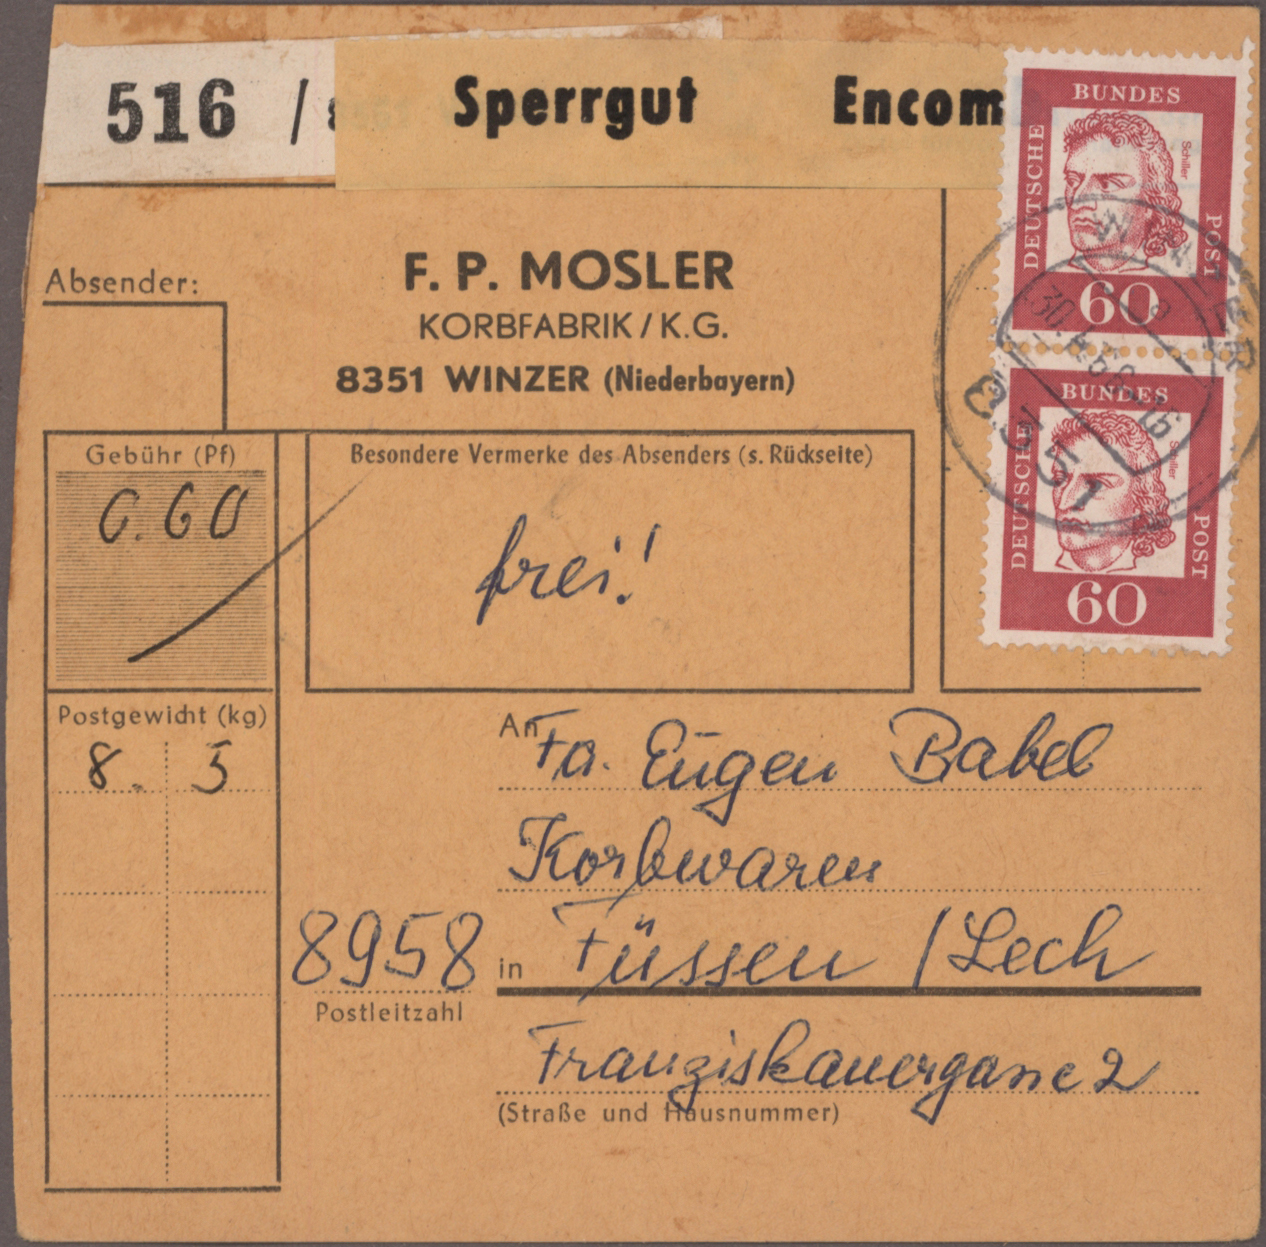 516 /
Sperrgut Encom
BUNDES
DEUTSCHE
POST
Schiller
60
BUNDES
DEUTSCHE
POST
Schiller
60
WINZER
8351
Absender:
F. P. MOSLER
KORBFABRIK / K.G.
8351 WINZER (Niederbayern)
Gebühr (Pf)
0.60
Besondere Vermerke des Absenders (s. Rückseite)
frei!
Postgewicht (kg)
8. 5
An Fa. Eugen Babel
Korbwaren
8958 in Füssen / Lech
Postleitzahl
Franziskanergasse 2
(Straße und Hausnummer)